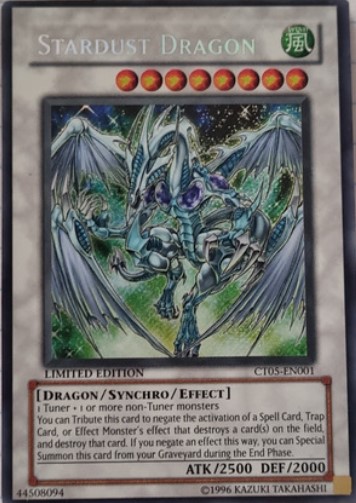 STARDUST DRAGON 風
LIMITED EDITION CT05-EN001
[DRAGON/SYNCHRO/EFFECT]
1 Tuner + 1 or more non-Tuner monsters
You can Tribute this card to negate the activation of a Spell Card, Trap
Card, or Effect Monster's effect that destroys a card(s) on the field,
and destroy that card. If you negate an effect this way, you can Special
Summon this card from your Graveyard during the End Phase.
ATK/2500 DEF/2000
44508094 ©1996 KAZUKI TAKAHASHI